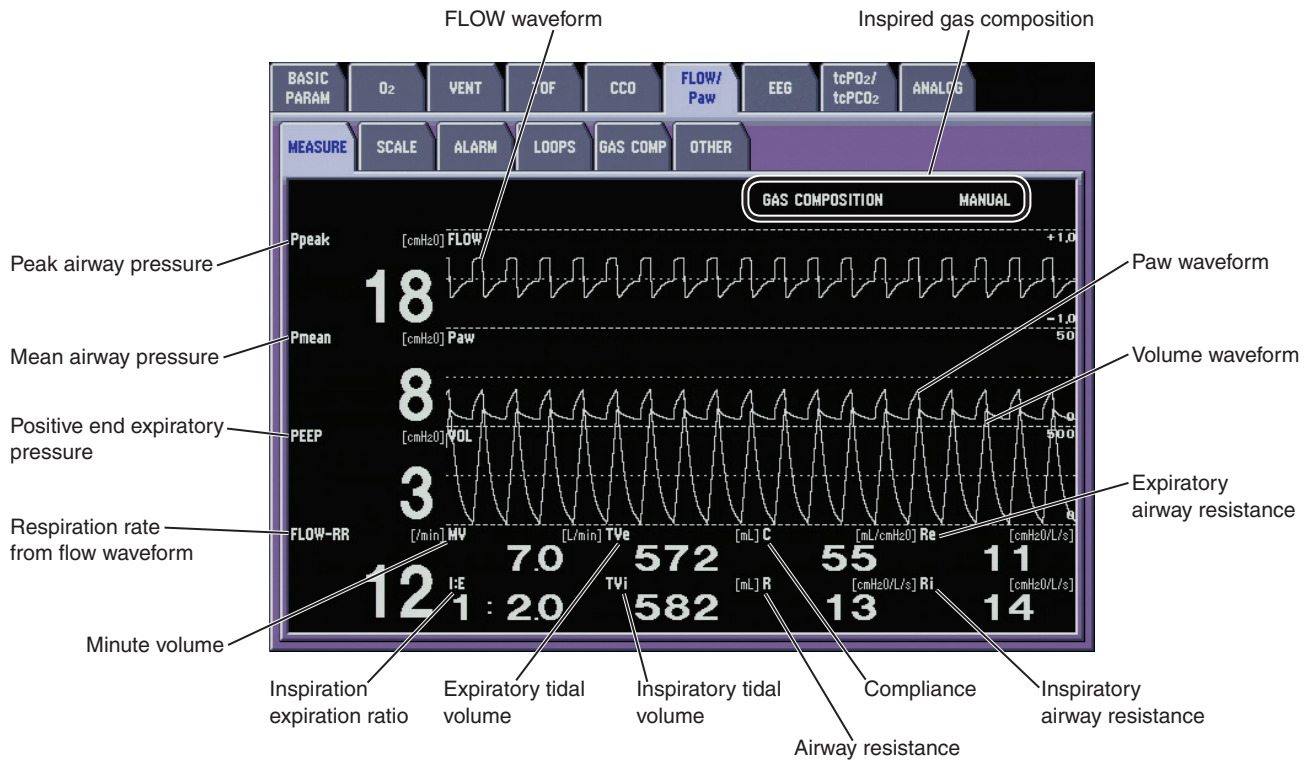 FLOW waveform
Inspired gas composition
BASIC PARAM
O₂
VENT
TOF
CCO
FLOW/ Paw
EEG
tcPO₂/ tcPCO₂
ANALOG
MEASURE
SCALE
ALARM
LOOPS
GAS COMP
OTHER
GAS COMPOSITION MANUAL
Peak airway pressure
Ppeak [cmH₂O]
18
FLOW
+1.0
-1.0
Paw waveform
Mean airway pressure
Pmean [cmH₂O]
8
Paw
50
0
Volume waveform
Positive end expiratory
pressure
PEEP [cmH₂O]
3
VOL
500
0
Expiratory
airway resistance
Respiration rate
from flow waveform
FLOW-RR [/min]
12
MV [L/min]
7.0
TVe [mL]
572
C [mL/cmH₂O]
55
Re [cmH₂O/L/s]
11
I:E
1 : 2.0
TVi [mL]
582
R [cmH₂O/L/s]
13
Ri [cmH₂O/L/s]
14
Minute volume
Inspiration
expiration ratio
Expiratory tidal
volume
Inspiratory tidal
volume
Compliance
Inspiratory
airway resistance
Airway resistance